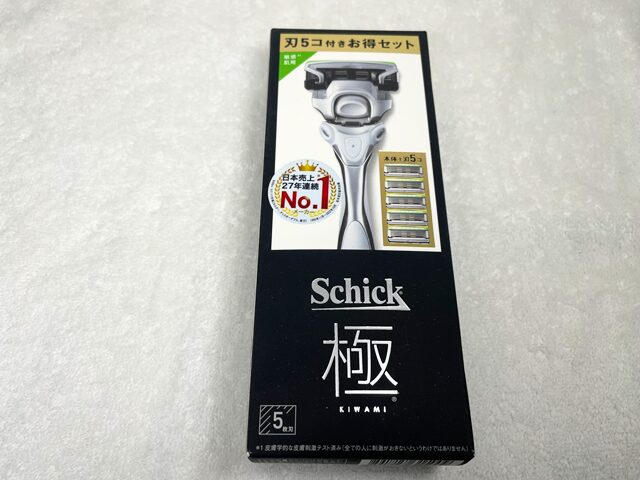 刃5コ付きお得セット
敏感*1
肌用
本体+刃5コ
日本売上
27年連続
No.1
メーカー
Schick
極
KIWAMI
5枚刃
*1 皮膚学的な皮膚刺激テスト済み(全ての人に刺激がおきないというわけではありません)